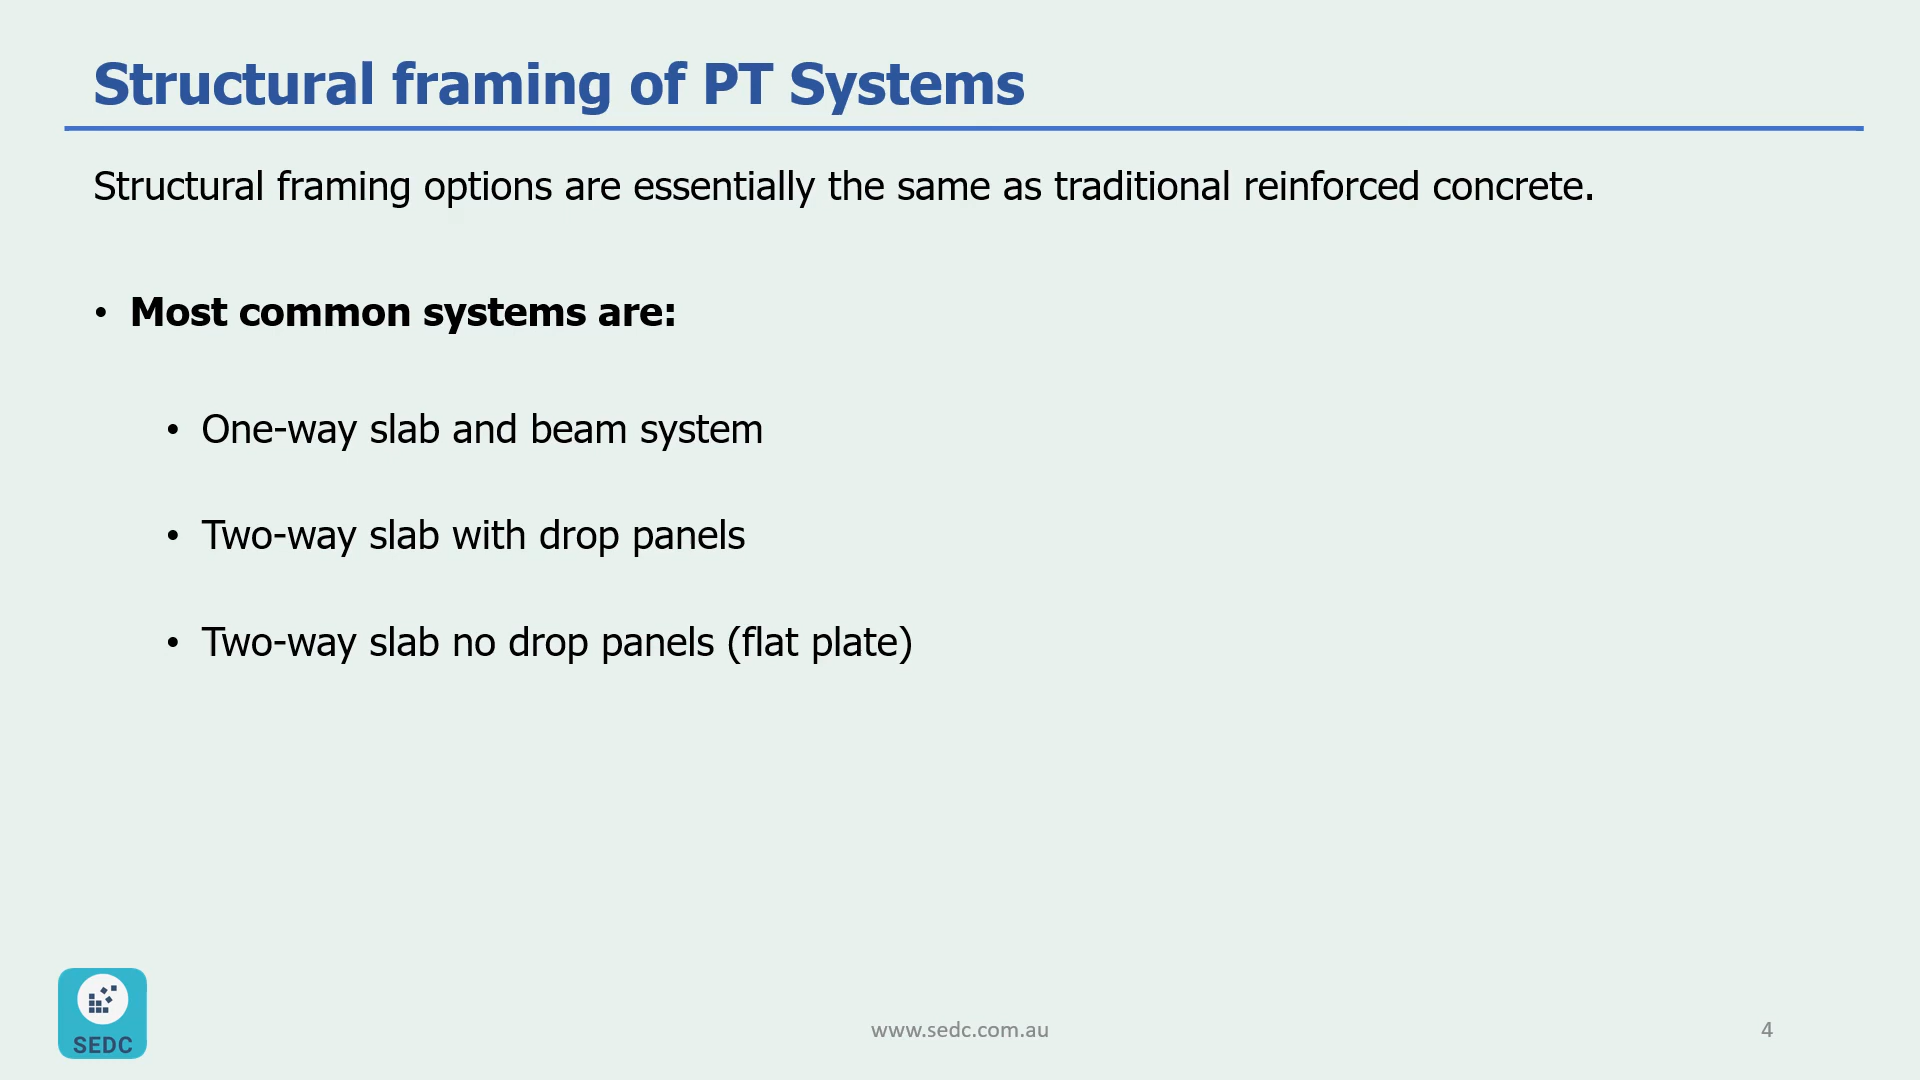 Structural framing of PT Systems
Structural framing options are essentially the same as traditional reinforced concrete.
• Most common systems are:
• One-way slab and beam system
• Two-way slab with drop panels
• Two-way slab no drop panels (flat plate)
SEDC
www.sedc.com.au
4